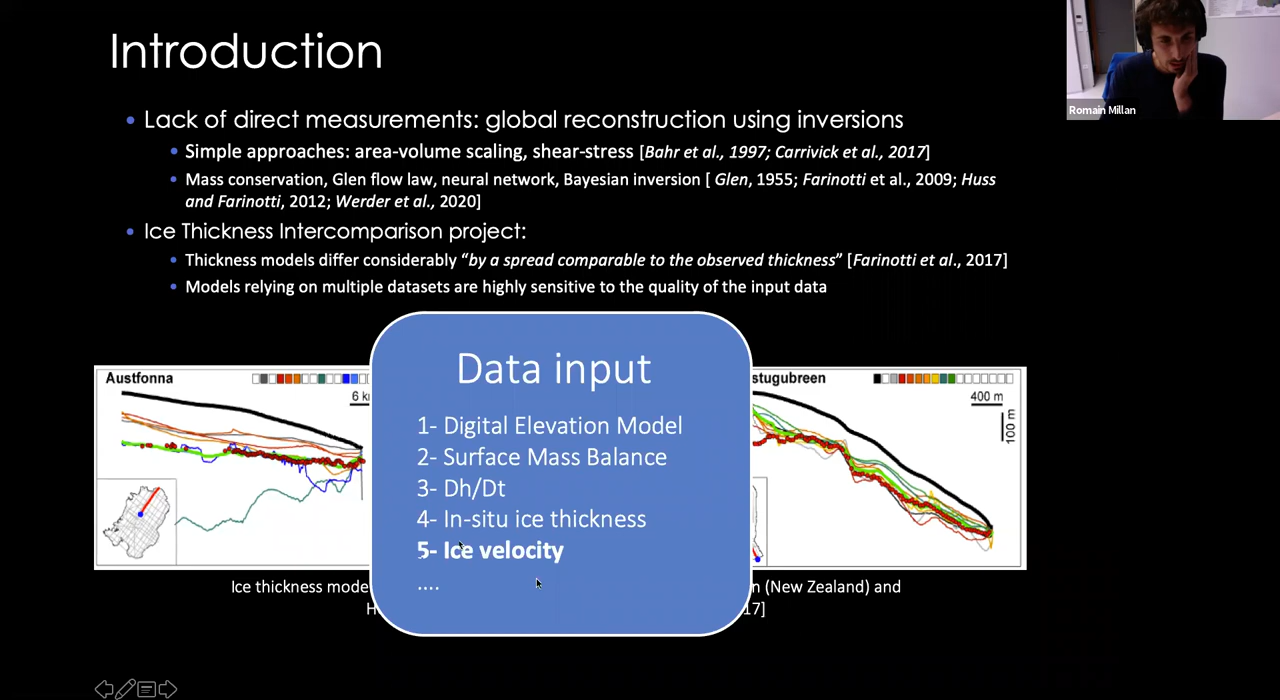 Introduction
Romain Millan
• Lack of direct measurements: global reconstruction using inversions
• Simple approaches: area-volume scaling, shear-stress [Bahr et al., 1997; Carrivick et al., 2017]
• Mass conservation, Glen flow law, neural network, Bayesian inversion [ Glen, 1955; Farinotti et al., 2009; Huss
and Farinotti, 2012; Werder et al., 2020]
• Ice Thickness Intercomparison project:
• Thickness models differ considerably “by a spread comparable to the observed thickness” [Farinotti et al., 2017]
• Models relying on multiple datasets are highly sensitive to the quality of the input data
Austfonna
6 k
Data input
1- Digital Elevation Model
2- Surface Mass Balance
3- Dh/Dt
4- In-situ ice thickness
5- Ice velocity
....
stugubreen
400 m
100 m
Ice thickness mode
n (New Zealand) and
H
17]